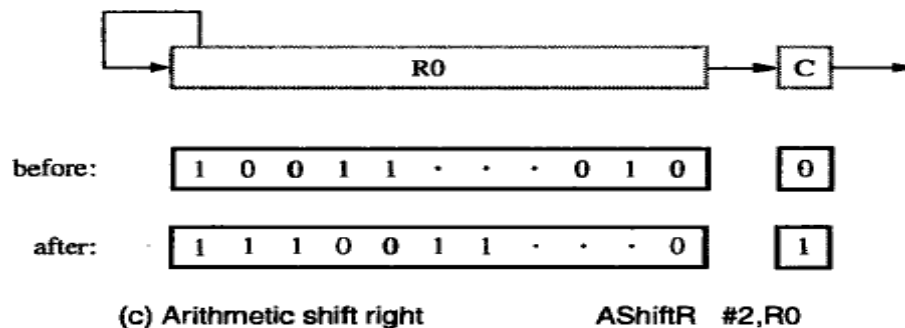 R0 C
before: 1 0 0 1 1 · · · 0 1 0 0
after: 1 1 1 0 0 1 1 · · · 0 1
(c) Arithmetic shift right AShiftR #2,R0